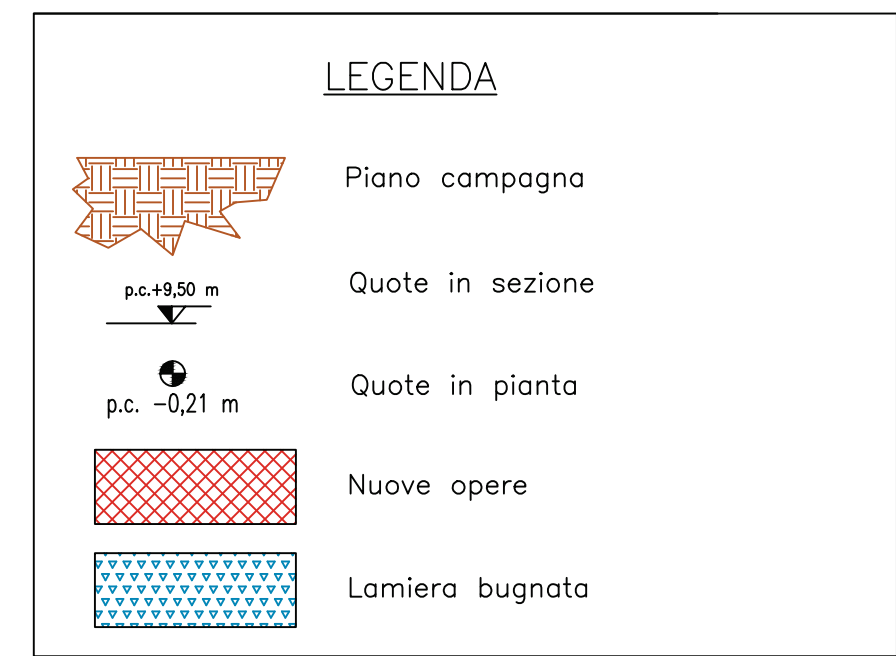 LEGENDA
Piano campagna
p.c.+9,50 m
Quote in sezione
Quote in pianta
p.c. -0,21 m
Nuove opere
Lamiera bugnata